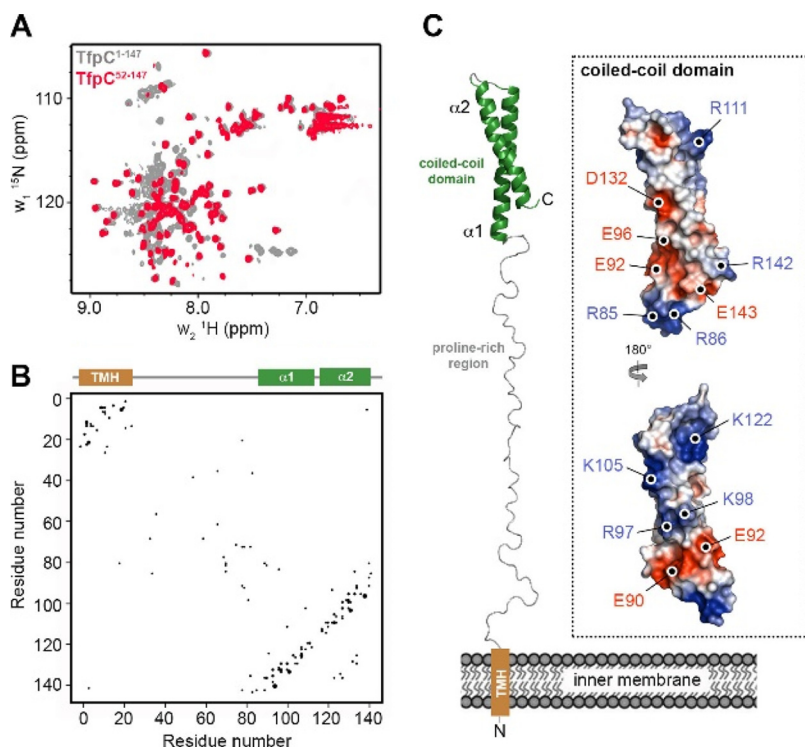 A
TfpC1-147
TfpC52-147
110
120
w1 15N (ppm)
9.0
8.0
7.0
w2 1H (ppm)
B
TMH
α1
α2
0
20
40
60
80
100
120
140
Residue number
0
20
40
60
80
100
120
140
Residue number
C
α2
coiled-coil
domain
C
α1
proline-rich
region
TMH
inner membrane
N
coiled-coil domain
R111
D132
E96
E92
R142
E143
R85
R86
180°
K122
K105
K98
R97
E92
E90